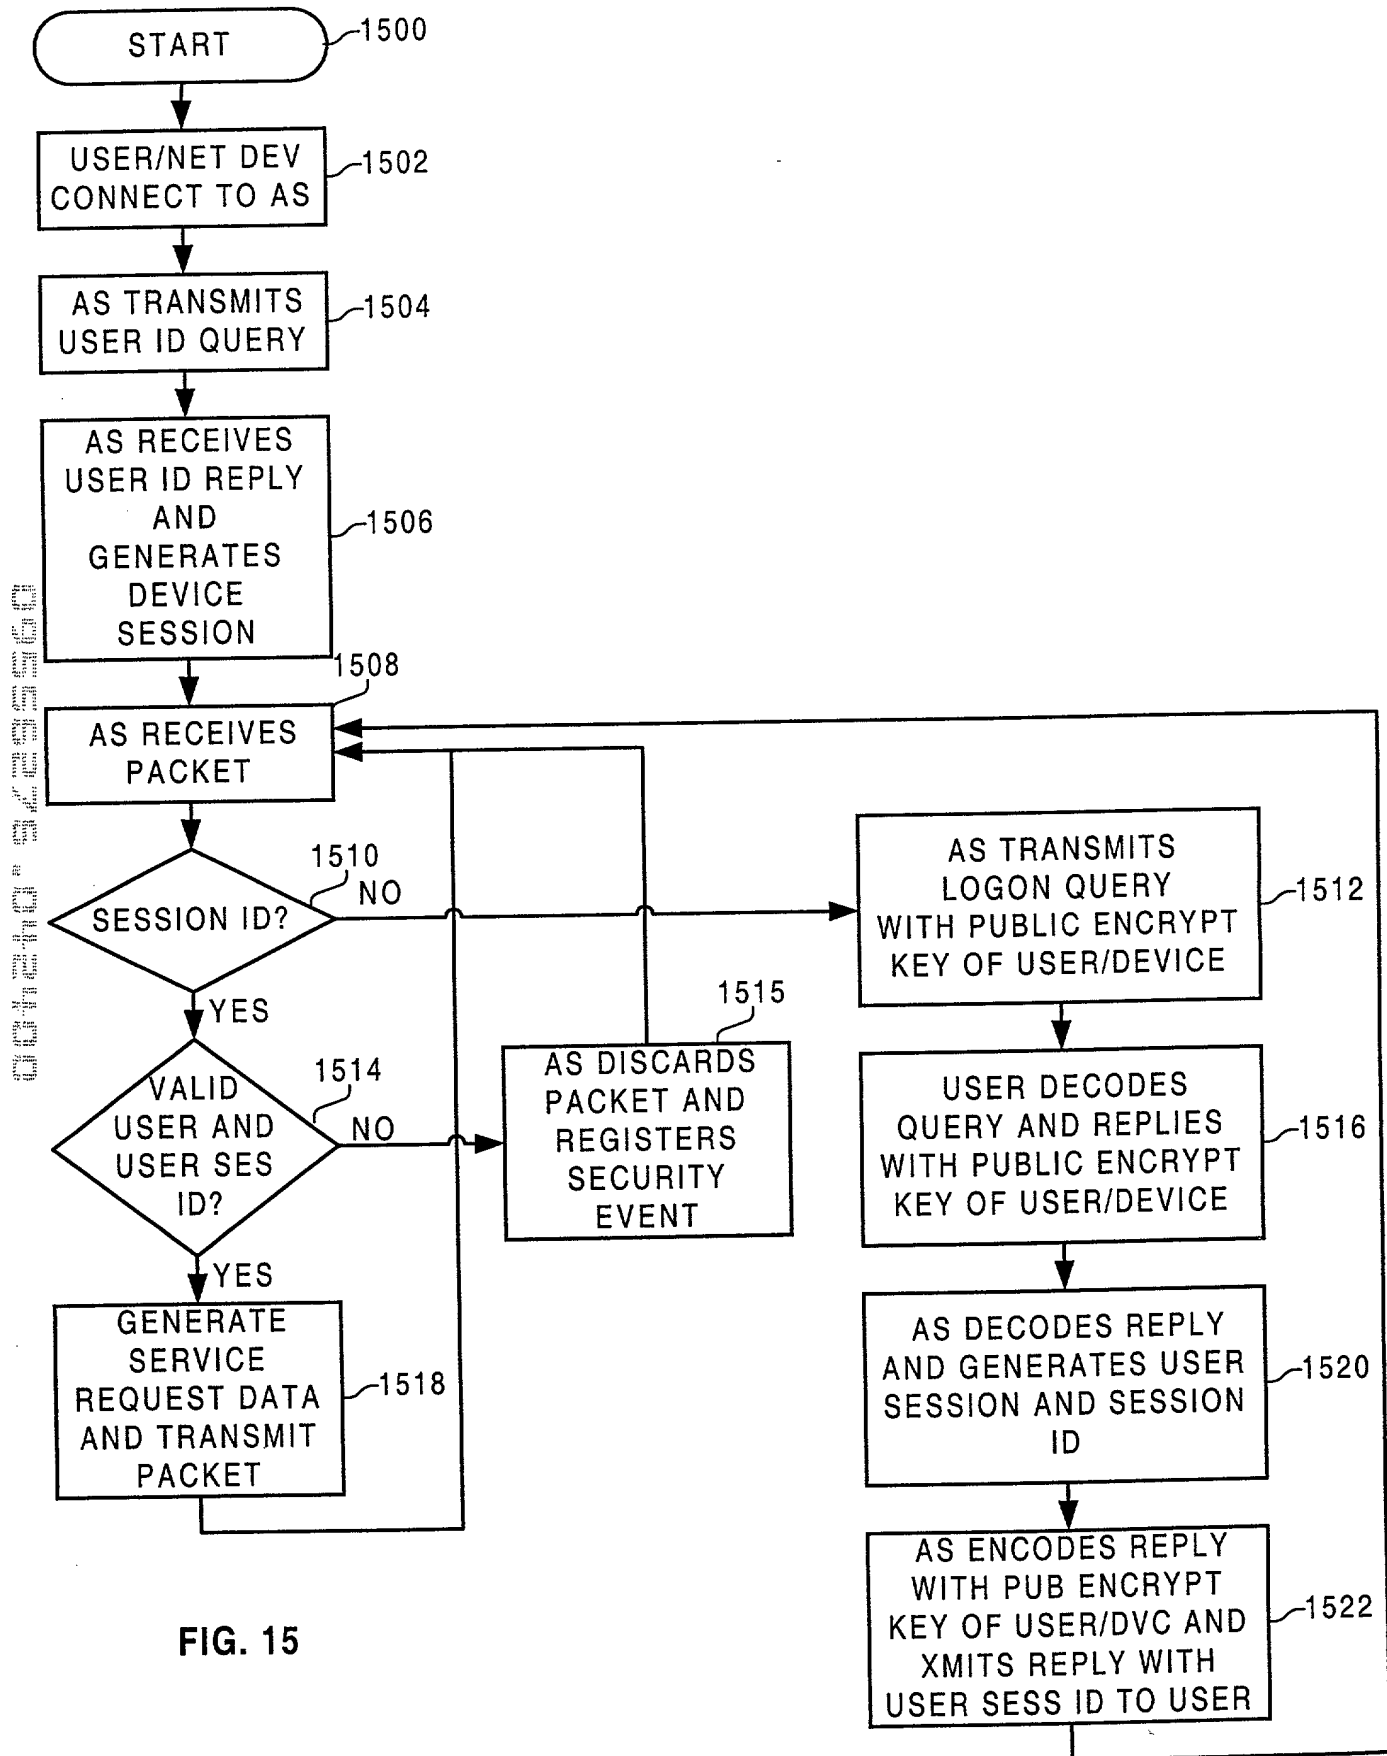 START
1500
USER/NET DEV
CONNECT TO AS
1502
AS TRANSMITS
USER ID QUERY
1504
AS RECEIVES
USER ID REPLY
AND
GENERATES
DEVICE
SESSION
1506
1508
AS RECEIVES
PACKET
1510
SESSION ID?
NO
YES
AS TRANSMITS
LOGON QUERY
WITH PUBLIC ENCRYPT
KEY OF USER/DEVICE
1512
1514
VALID
USER AND
USER SES
ID?
NO
YES
1515
AS DISCARDS
PACKET AND
REGISTERS
SECURITY
EVENT
USER DECODES
QUERY AND REPLIES
WITH PUBLIC ENCRYPT
KEY OF USER/DEVICE
1516
GENERATE
SERVICE
REQUEST DATA
AND TRANSMIT
PACKET
1518
AS DECODES REPLY
AND GENERATES USER
SESSION AND SESSION
ID
1520
AS ENCODES REPLY
WITH PUB ENCRYPT
KEY OF USER/DVC AND
XMITS REPLY WITH
USER SESS ID TO USER
1522
FIG. 15